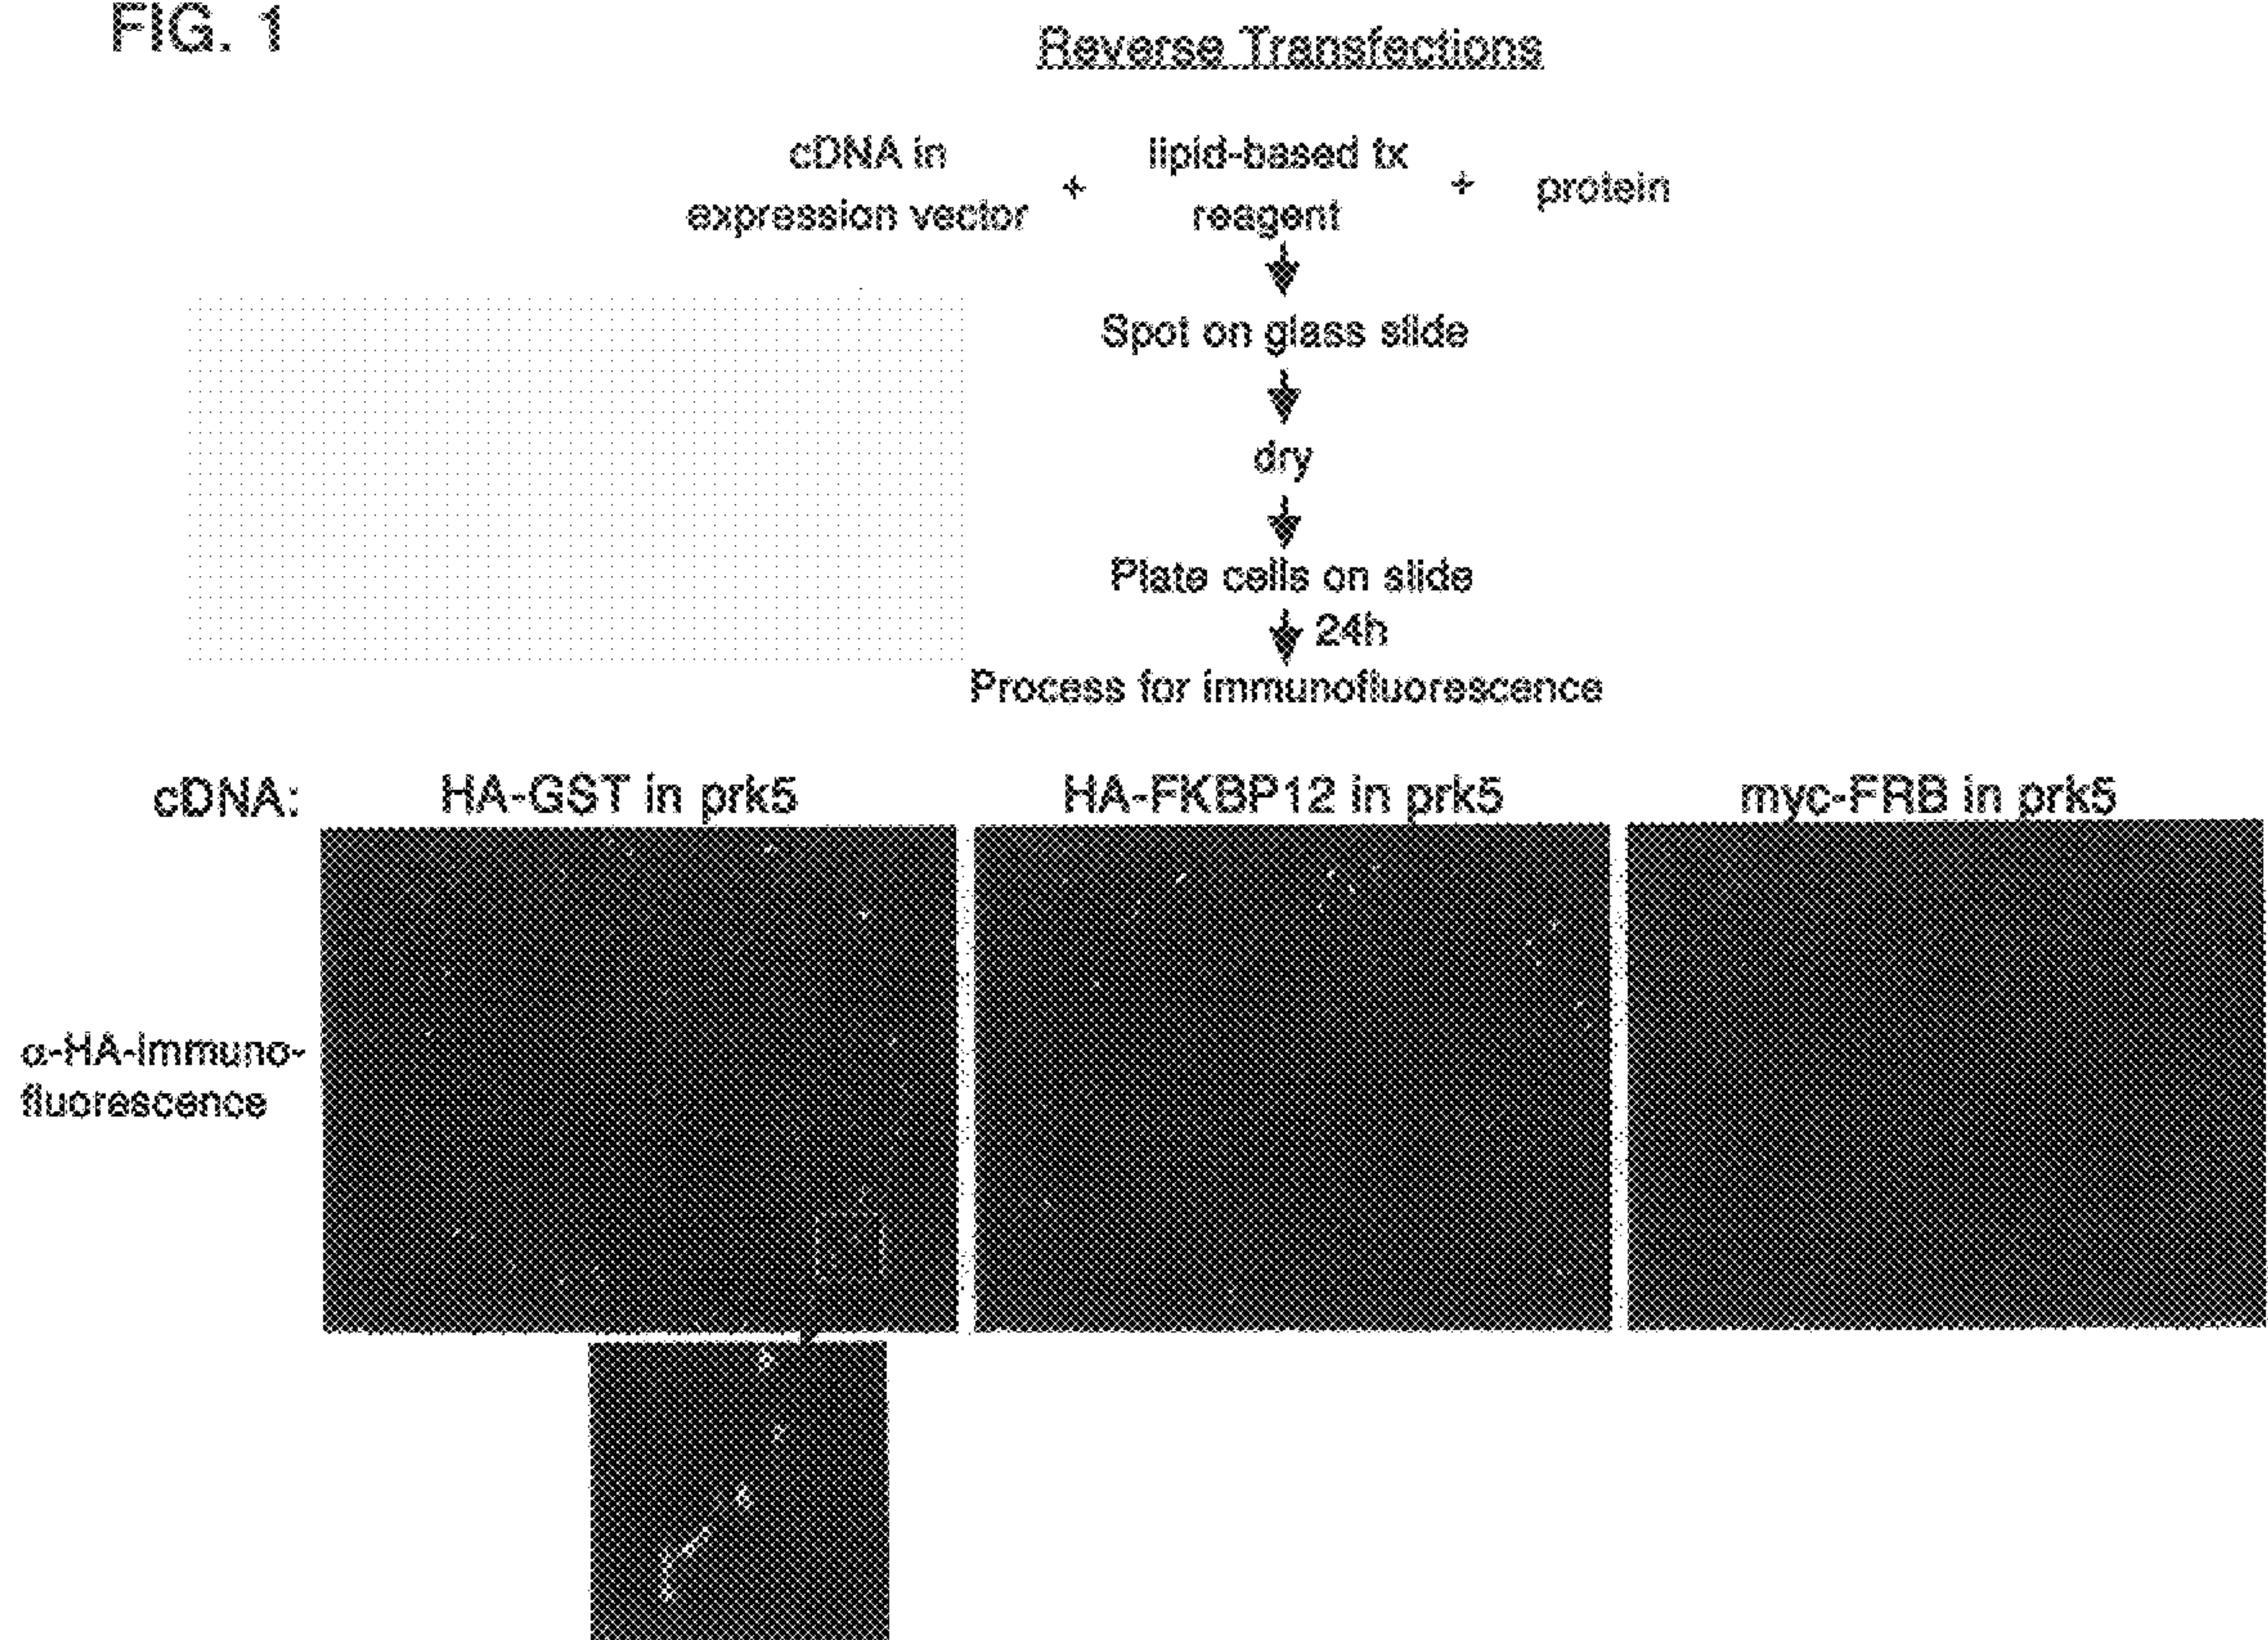 FIG. 1
Reverse Transfections
cDNA in
expression vector
+
lipid-based tx
reagent
+
protein
Spot on glass slide
dry
Plate cells on slide
24h
Process for immunofluorescence
cDNA:
HA-GST in prk5
HA-FKBP12 in prk5
myc-FRB in prk5
α-HA-Immuno-
fluorescence